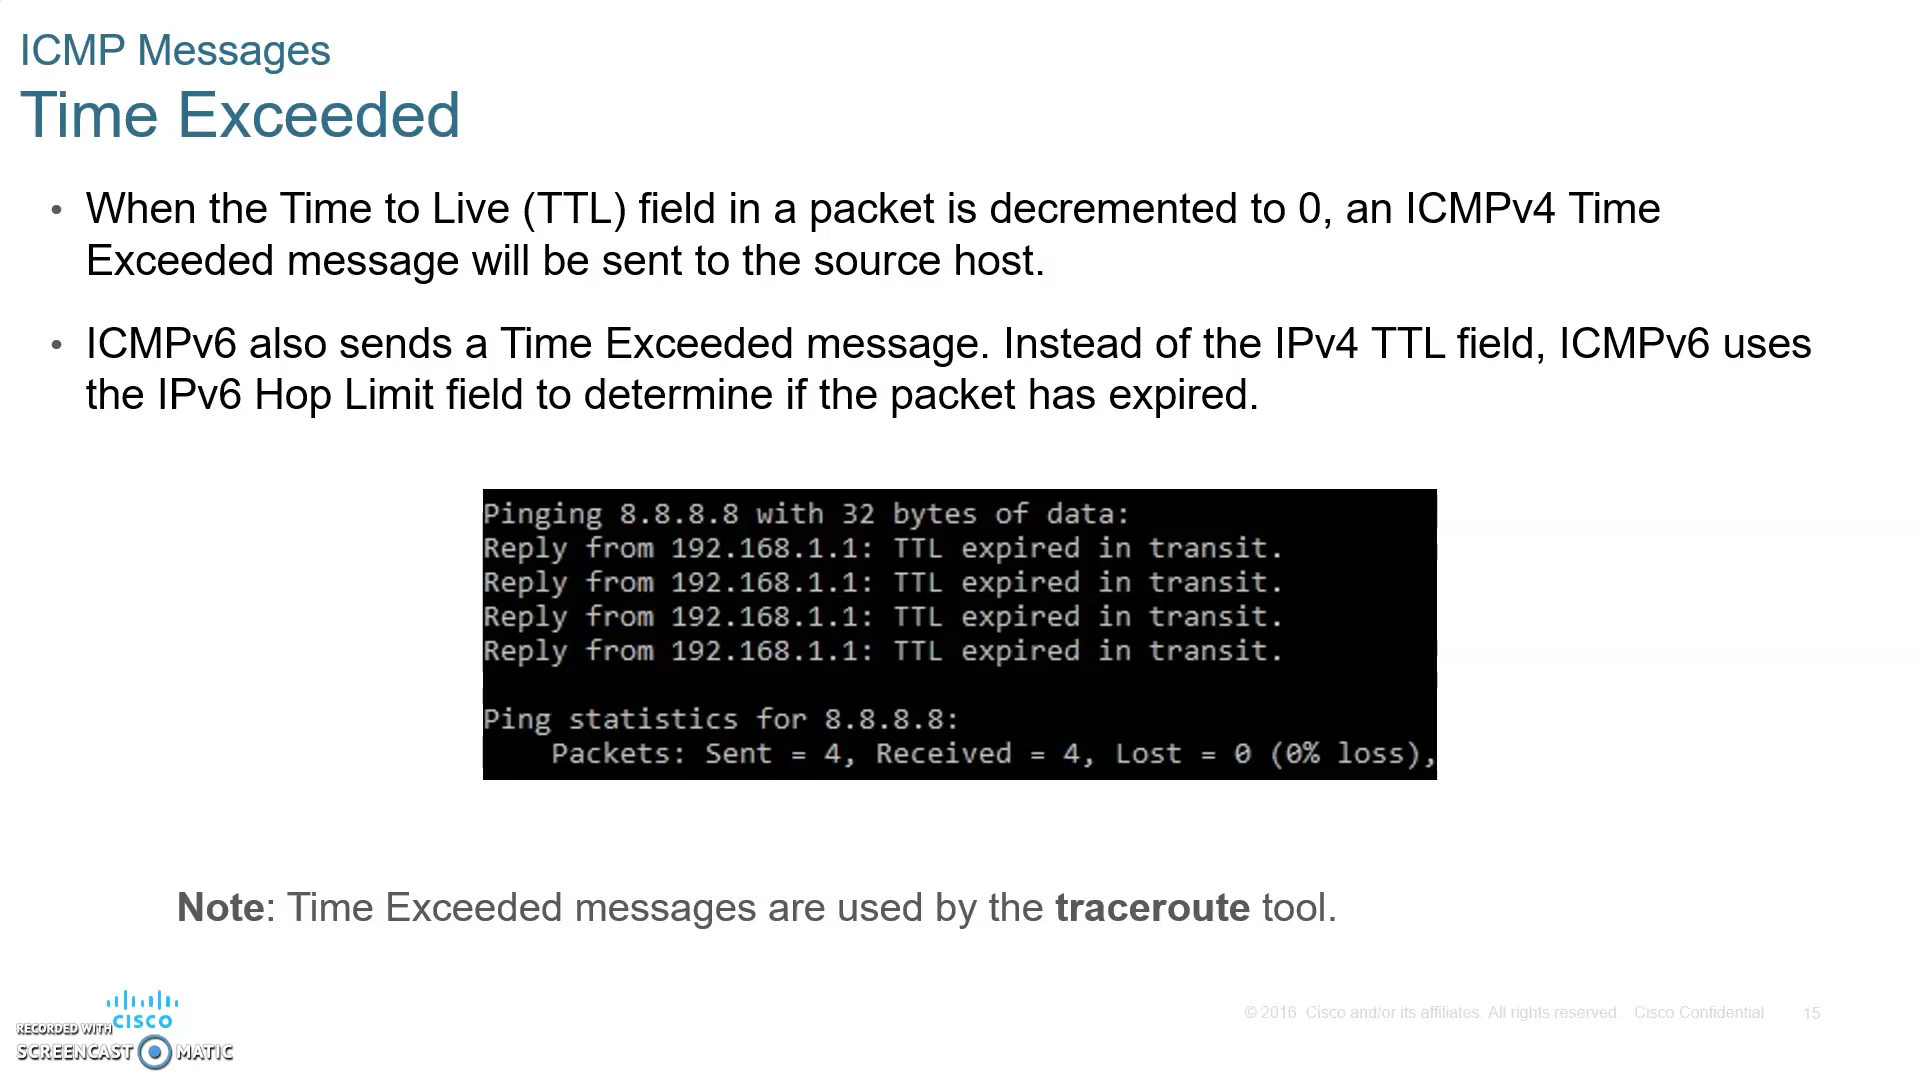 ICMP Messages
Time Exceeded
• When the Time to Live (TTL) field in a packet is decremented to 0, an ICMPv4 Time
Exceeded message will be sent to the source host.
• ICMPv6 also sends a Time Exceeded message. Instead of the IPv4 TTL field, ICMPv6 uses
the IPv6 Hop Limit field to determine if the packet has expired.
Pinging 8.8.8.8 with 32 bytes of data:
Reply from 192.168.1.1: TTL expired in transit.
Reply from 192.168.1.1: TTL expired in transit.
Reply from 192.168.1.1: TTL expired in transit.
Reply from 192.168.1.1: TTL expired in transit.
Ping statistics for 8.8.8.8:
Packets: Sent = 4, Received = 4, Lost = 0 (0% loss),
Note: Time Exceeded messages are used by the traceroute tool.
© 2016 Cisco and/or its affiliates. All rights reserved. Cisco Confidential 15
CISCO
RECORDED WITH
SCREENCAST MATIC